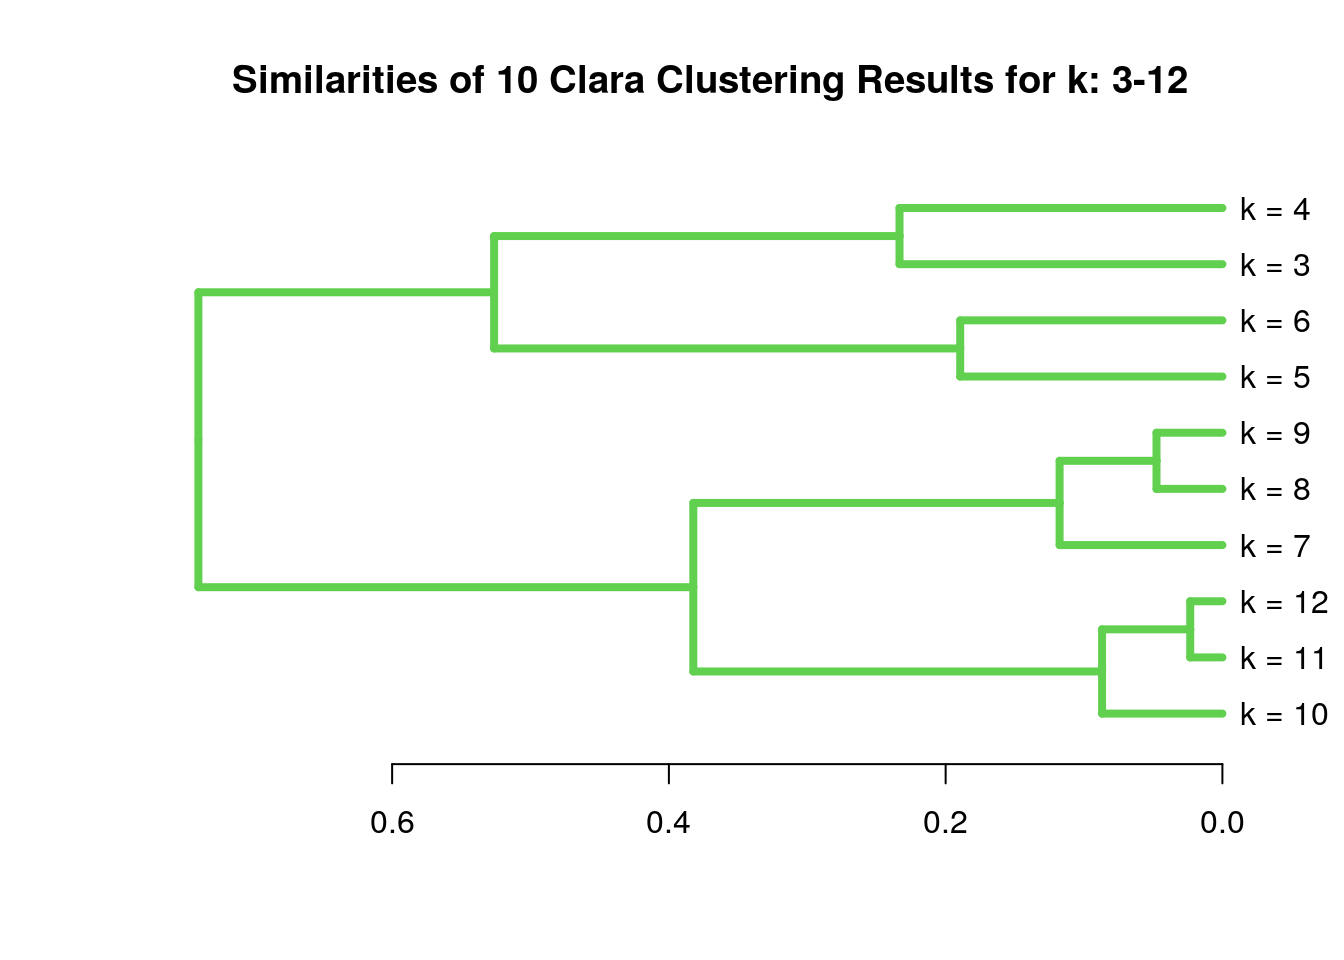 Similarities of 10 Clara Clustering Results for k: 3-12
k = 4
k = 3
k = 6
k = 5
k = 9
k = 8
k = 7
k = 12
k = 11
k = 10
0.6 0.4 0.2 0.0